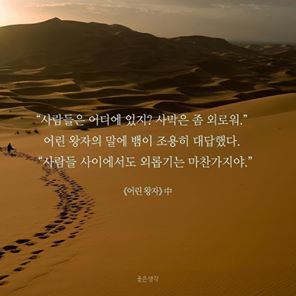 “사람들은 어디에 있지? 사막은 좀 외로워.”
어린 왕자의 말에 뱀이 조용히 대답했다.
“사람들 사이에서도 외롭기는 마찬가지야.”
《어린 왕자》 中
좋은생각